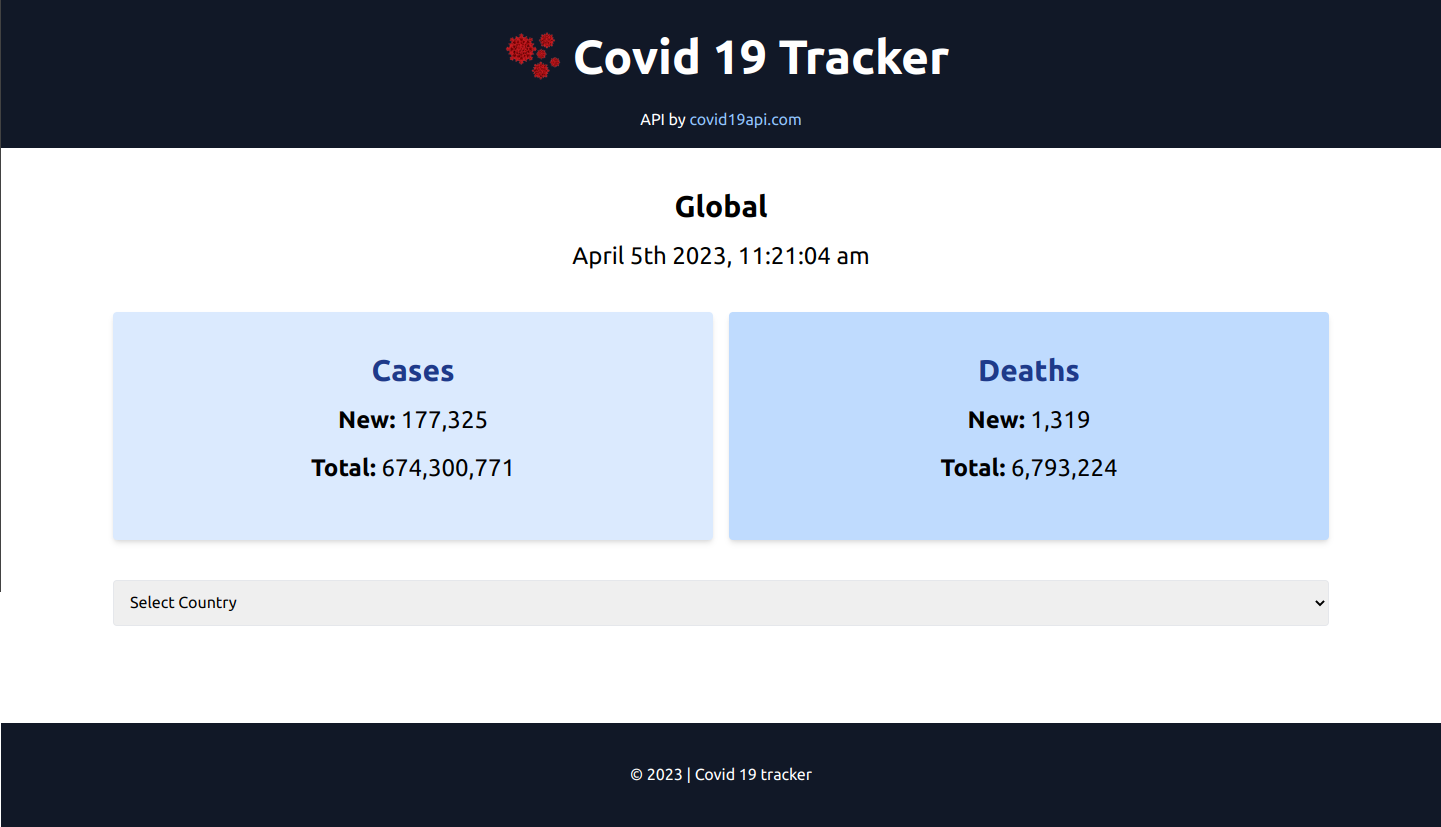 Covid 19 Tracker
API by covid19api.com
Global
April 5th 2023, 11:21:04 am
Cases
New: 177,325
Total: 674,300,771
Deaths
New: 1,319
Total: 6,793,224
Select Country
© 2023 | Covid 19 tracker